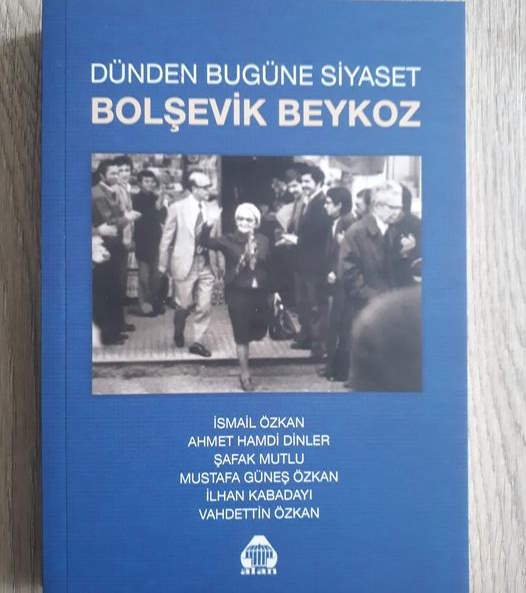 DÜNDEN BUGÜNE SİYASET
BOLŞEVİK BEYKOZ
İSMAİL ÖZKAN
AHMET HAMDİ DİNLER
ŞAFAK MUTLU
MUSTAFA GÜNEŞ ÖZKAN
İLHAN KABADAYI
VAHDETTİN ÖZKAN
alan